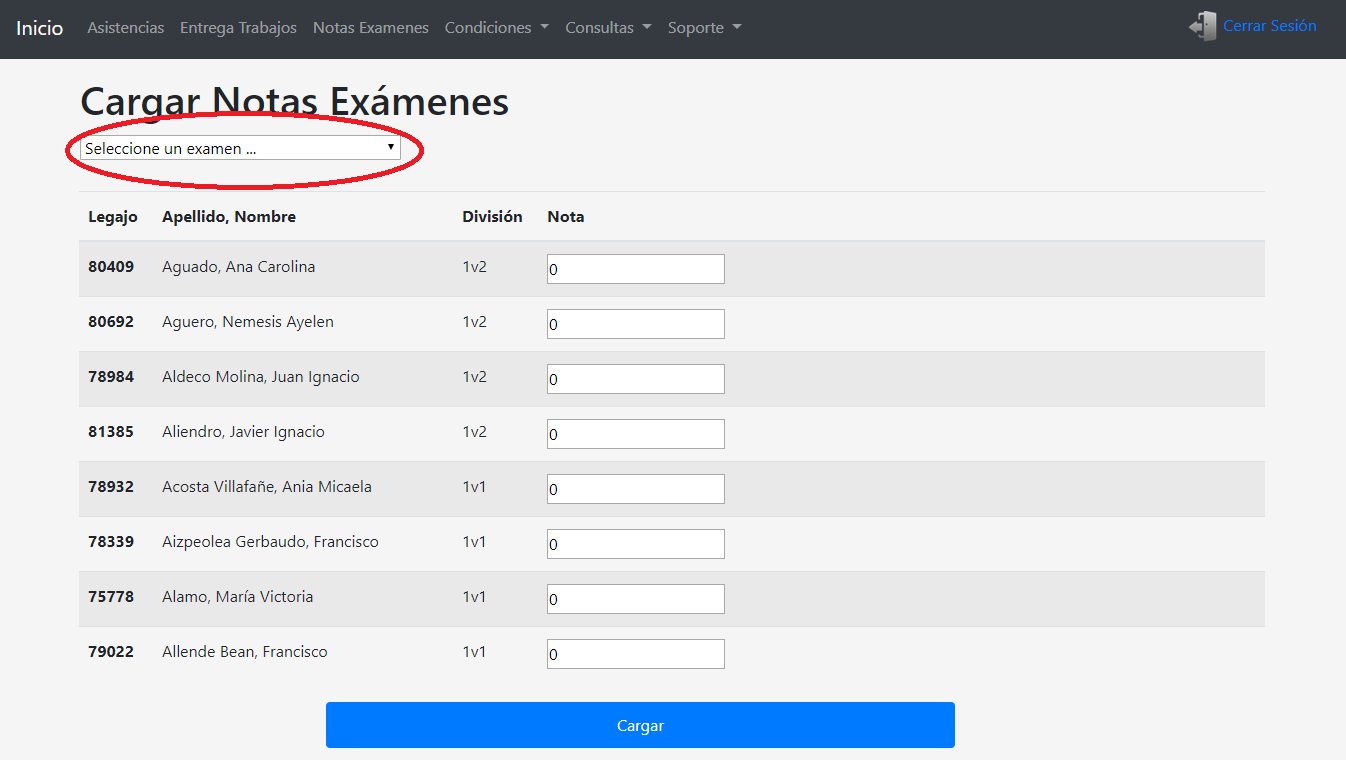 Inicio Asistencias Entrega Trabajos Notas Examenes Condiciones Consultas Soporte Cerrar Sesión
Cargar Notas Exámenes
Seleccione un examen ...
Legajo Apellido, Nombre División Nota
80409 Aguado, Ana Carolina 1v2 0
80692 Aguero, Nemesis Ayelen 1v2 0
78984 Aldeco Molina, Juan Ignacio 1v2 0
81385 Aliendro, Javier Ignacio 1v2 0
78932 Acosta Villafañe, Ania Micaela 1v1 0
78339 Aizpeolea Gerbaudo, Francisco 1v1 0
75778 Alamo, María Victoria 1v1 0
79022 Allende Bean, Francisco 1v1 0
Cargar